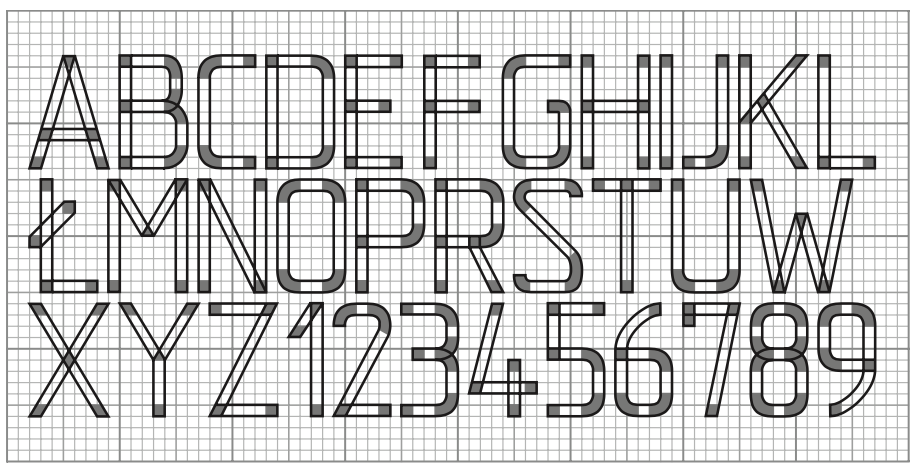 ABCDEFGHIJKL
ŁMNOPRSTUW
XYZ123456789